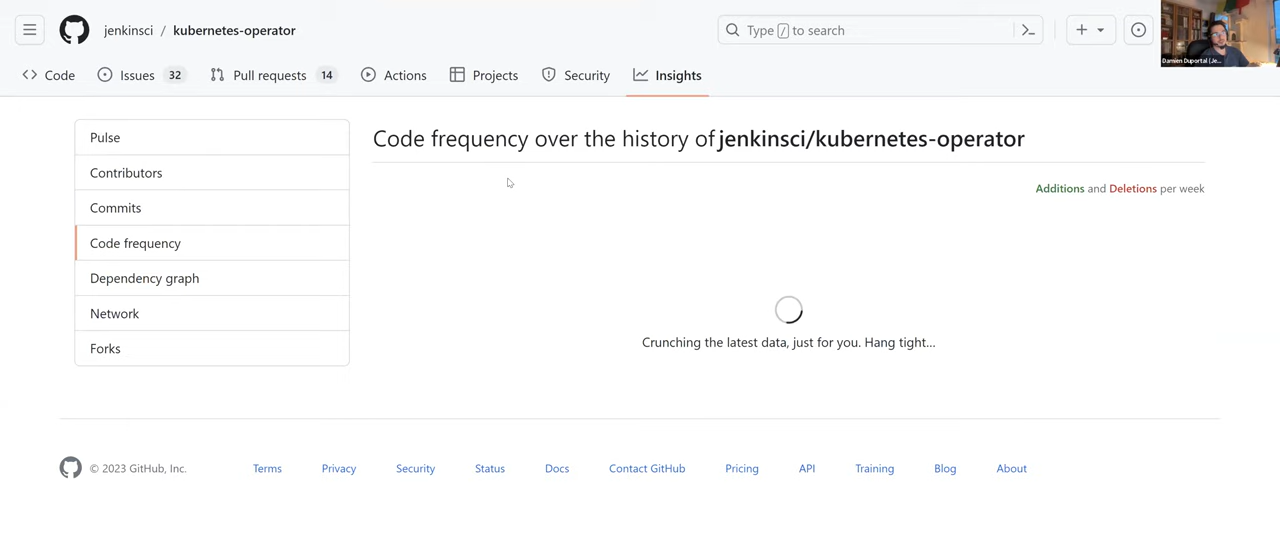 jenkinsci / kubernetes-operator
Type / to search
Damien Duportal (Je...
Code
Issues 32
Pull requests 14
Actions
Projects
Security
Insights
Pulse
Contributors
Commits
Code frequency
Dependency graph
Network
Forks
Code frequency over the history of jenkinsci/kubernetes-operator
Additions and Deletions per week
Crunching the latest data, just for you. Hang tight...
© 2023 GitHub, Inc. Terms Privacy Security Status Docs Contact GitHub Pricing API Training Blog About